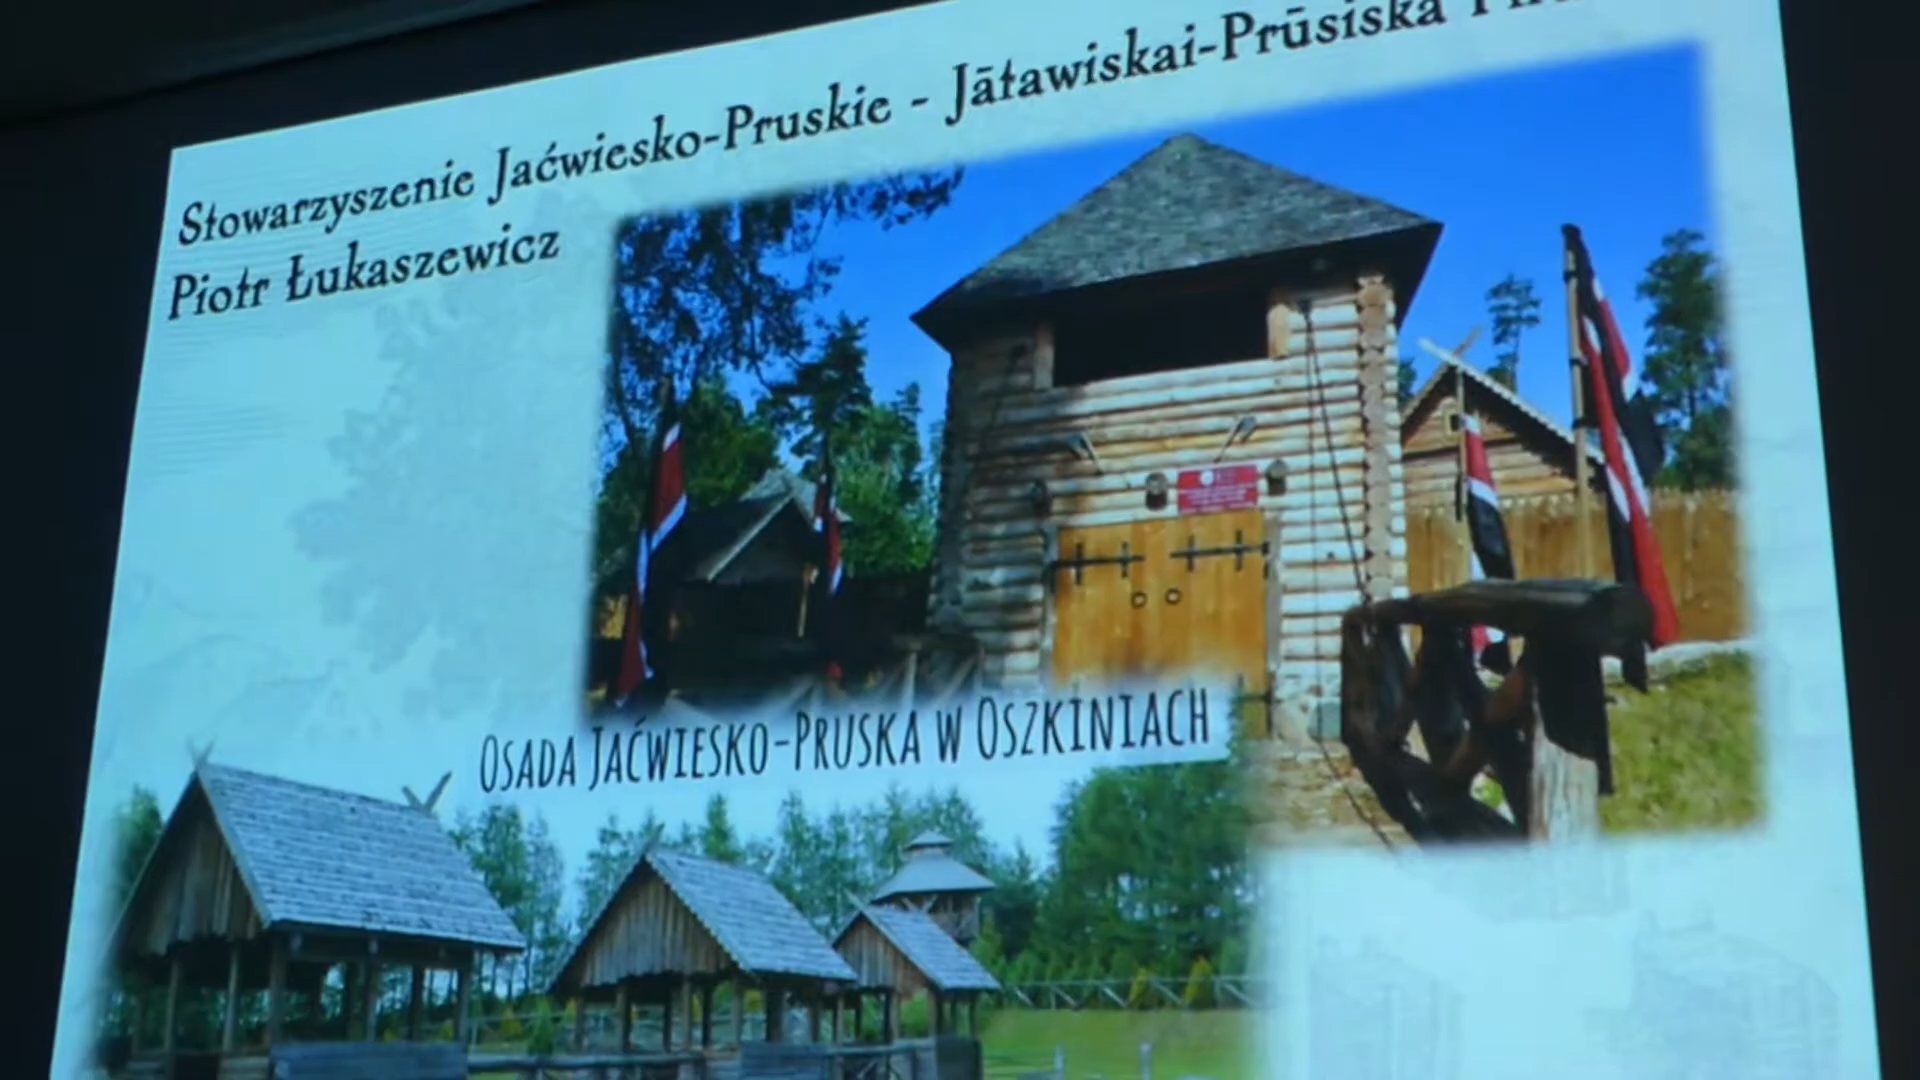 Stowarzyszenie Jaćwiesko-Pruskie - Jātawiskai-Prūsiska
Piotr Łukaszewicz
Osada Jaćwiesko-Pruska w Oszkiniach